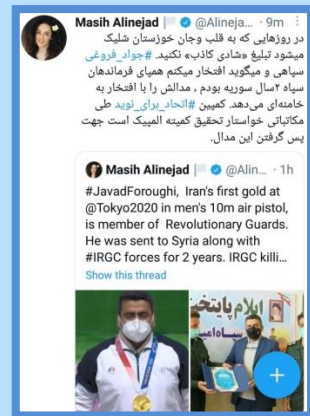 Masih Alinejad @Alineja... · 9m
در روزهایی که به قلب وجان خوزستان شلیک
میشود تبلیغ «شادی کاذب» نکنید. #جواد_فروغی
سپاهی و میگوید افتخار میکنم همپای فرماندهان
سپاه ۲سال سوریه بودم , مدالش را با افتخار به
خامنه‌ای می‌دهد. کمپین #اتحاد_برای_نوید طی
مکاتباتی خواستار تحقیق کمیته المپیک است جهت
پس گرفتن این مدال.
Masih Alinejad @Alin... · 1h
#JavadForoughi, Iran's first gold at
@Tokyo2020 in men's 10m air pistol,
is member of Revolutionary Guards.
He was sent to Syria along with
#IRGC forces for 2 years. IRGC killi...
Show this thread
ایلام پایتخت